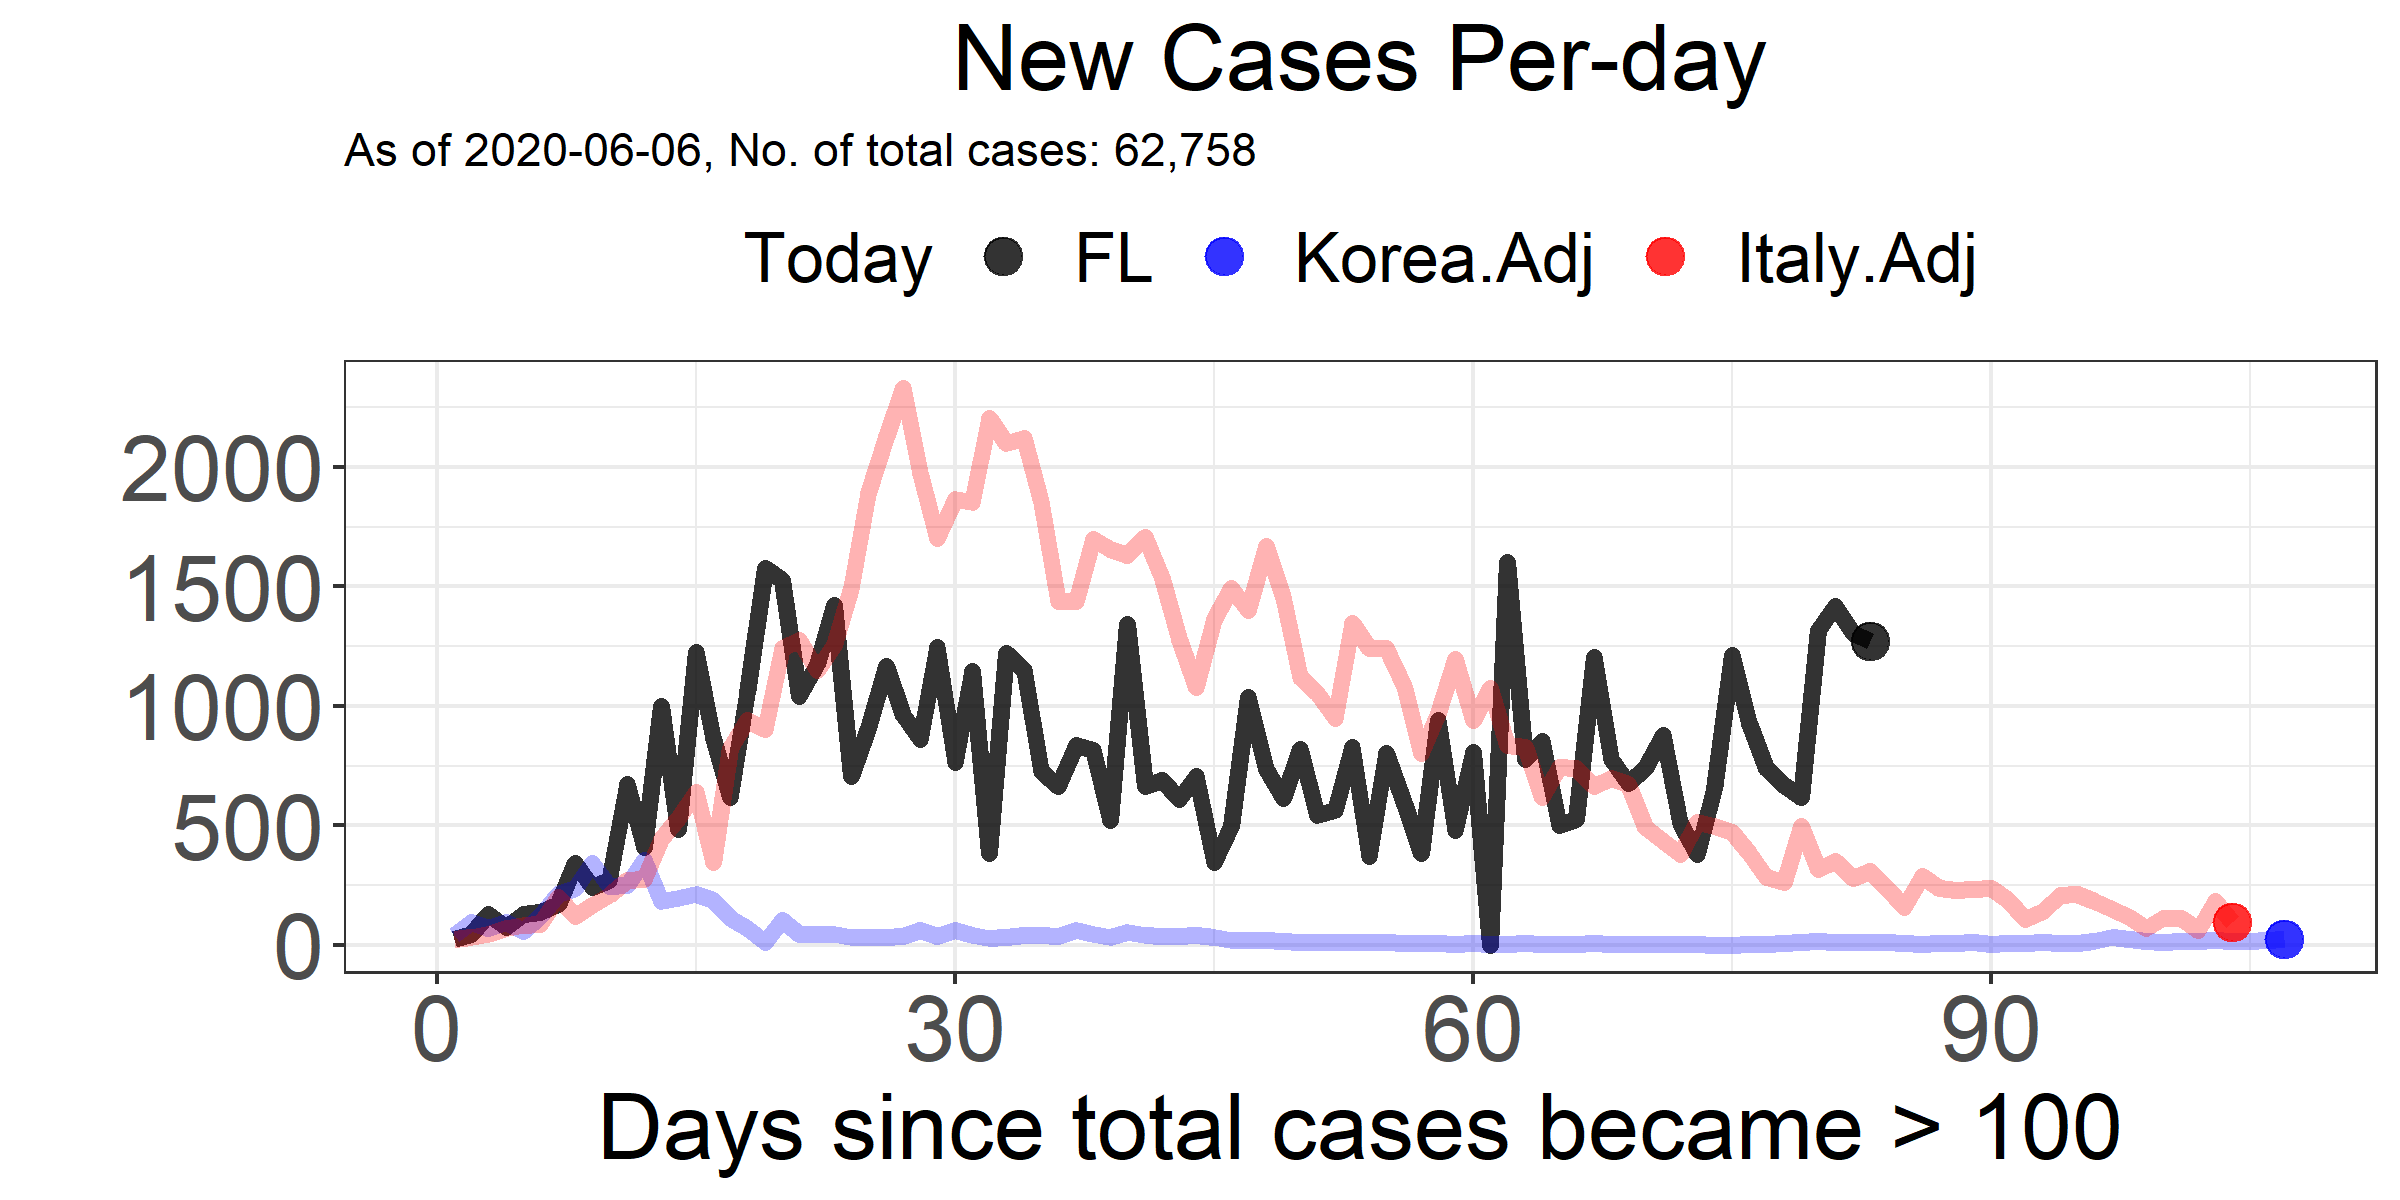 New Cases Per-day
As of 2020-06-06, No. of total cases: 62,758
Today FL Korea.Adj Italy.Adj
2000
1500
1000
500
0
0 30 60 90
Days since total cases became > 100